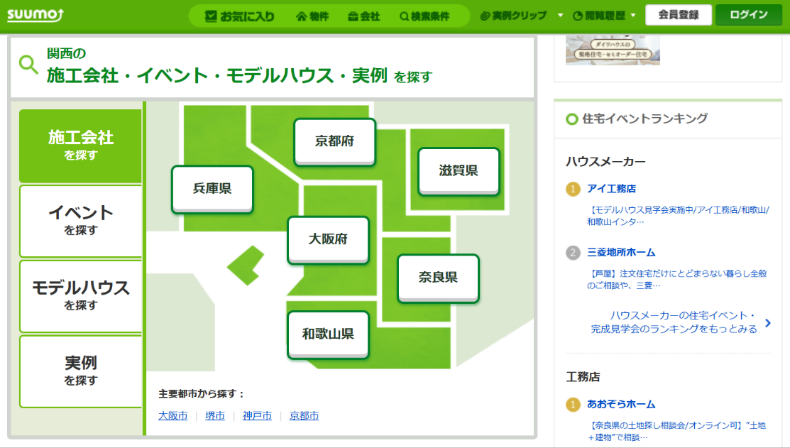 suumo
お気に入り
物件
会社
検索条件
実例クリップ
閲覧履歴
会員登録
ログイン
関西の
施工会社・イベント・モデルハウス・実例 を探す
施工会社
を探す
イベント
を探す
モデルハウス
を探す
実例
を探す
京都府
滋賀県
兵庫県
大阪府
奈良県
和歌山県
主要都市から探す：
大阪市 | 堺市 | 神戸市 | 京都市
ダイワハウスの
住宅イベントランキング
ハウスメーカー
1 アイ工務店
【モデルハウス見学会実施中/アイ工務店/和歌山/
和歌山インタ…
2 三菱地所ホーム
【芦屋】注文住宅だけにとどまらない暮らし全般
のご相談や、三菱…
ハウスメーカーの住宅イベント・
完成見学会のランキングをもっとみる
工務店
1 あおぞらホーム
【奈良県の土地探し相談会/オンライン可】“土地
＋建物”で相談…